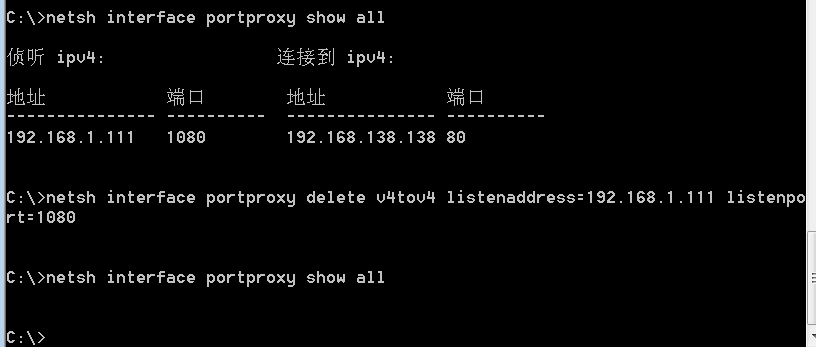 C:\>netsh interface portproxy show all
侦听 ipv4:                 连接到 ipv4:
地址            端口        地址            端口
--------------- ----------  --------------- ----------
192.168.1.111   1080        192.168.138.138 80
C:\>netsh interface portproxy delete v4tov4 listenaddress=192.168.1.111 listenpo
rt=1080
C:\>netsh interface portproxy show all
C:\>